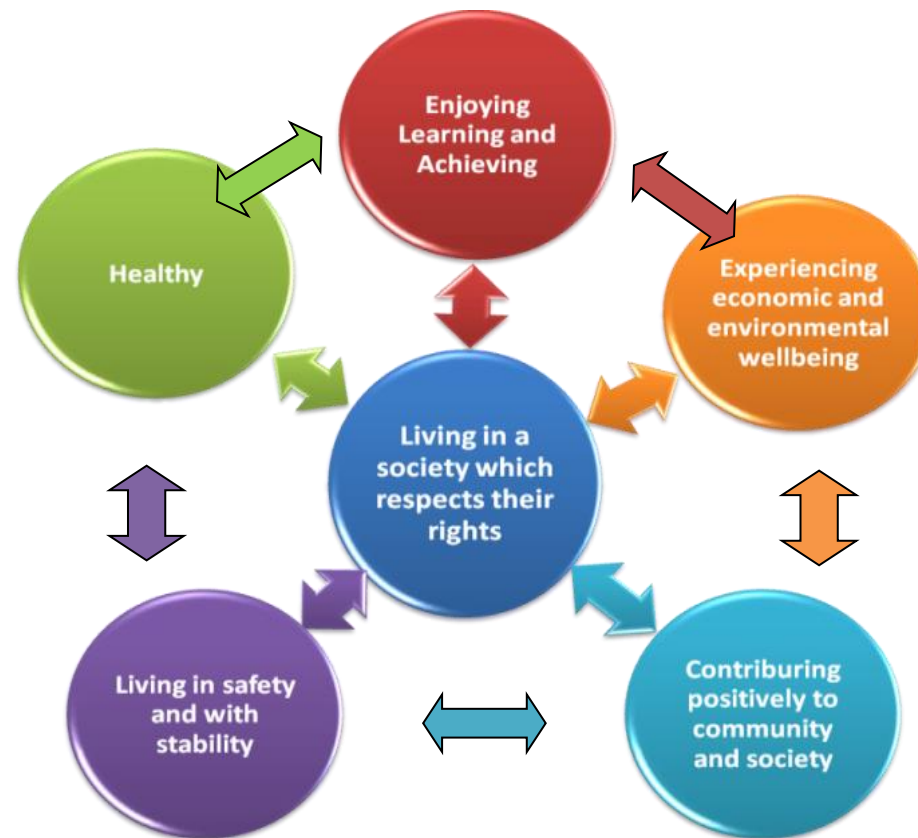 Enjoying
Learning and
Achieving
Healthy
Experiencing
economic and
environmental
wellbeing
Living in a
society which
respects their
rights
Living in safety
and with
stability
Contriburing
positively to
community
and society